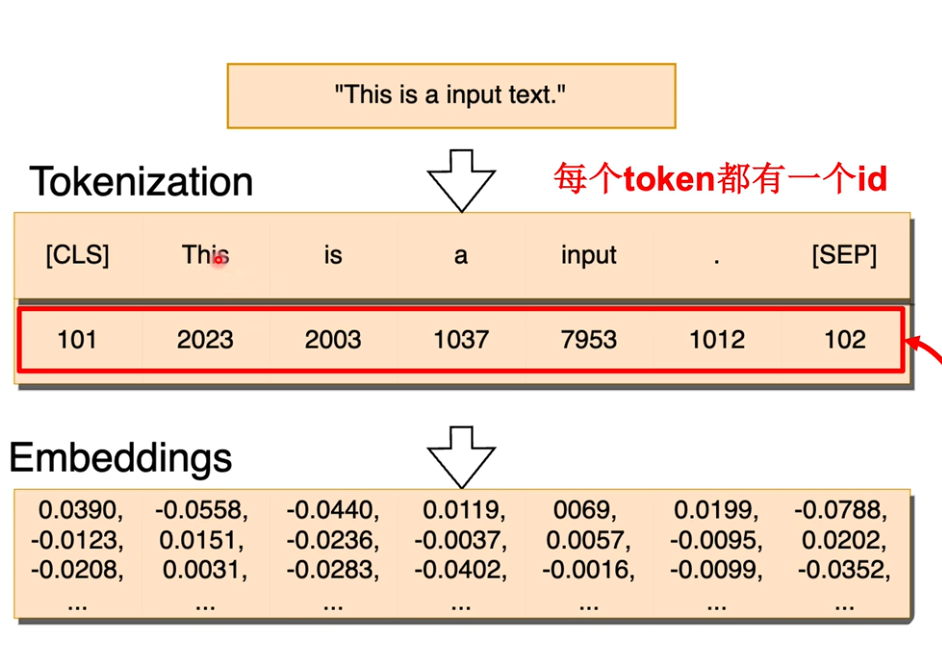 "This is a input text."
Tokenization
每个token都有一个id
[CLS] This is a input . [SEP]
101 2023 2003 1037 7953 1012 102
Embeddings
0.0390, -0.0558, -0.0440, 0.0119, 0069, 0.0199, -0.0788,
-0.0123, 0.0151, -0.0236, -0.0037, 0.0057, -0.0095, 0.0202,
-0.0208, 0.0031, -0.0283, -0.0402, -0.0016, -0.0099, -0.0352,
... ... ... ... ... ... ...